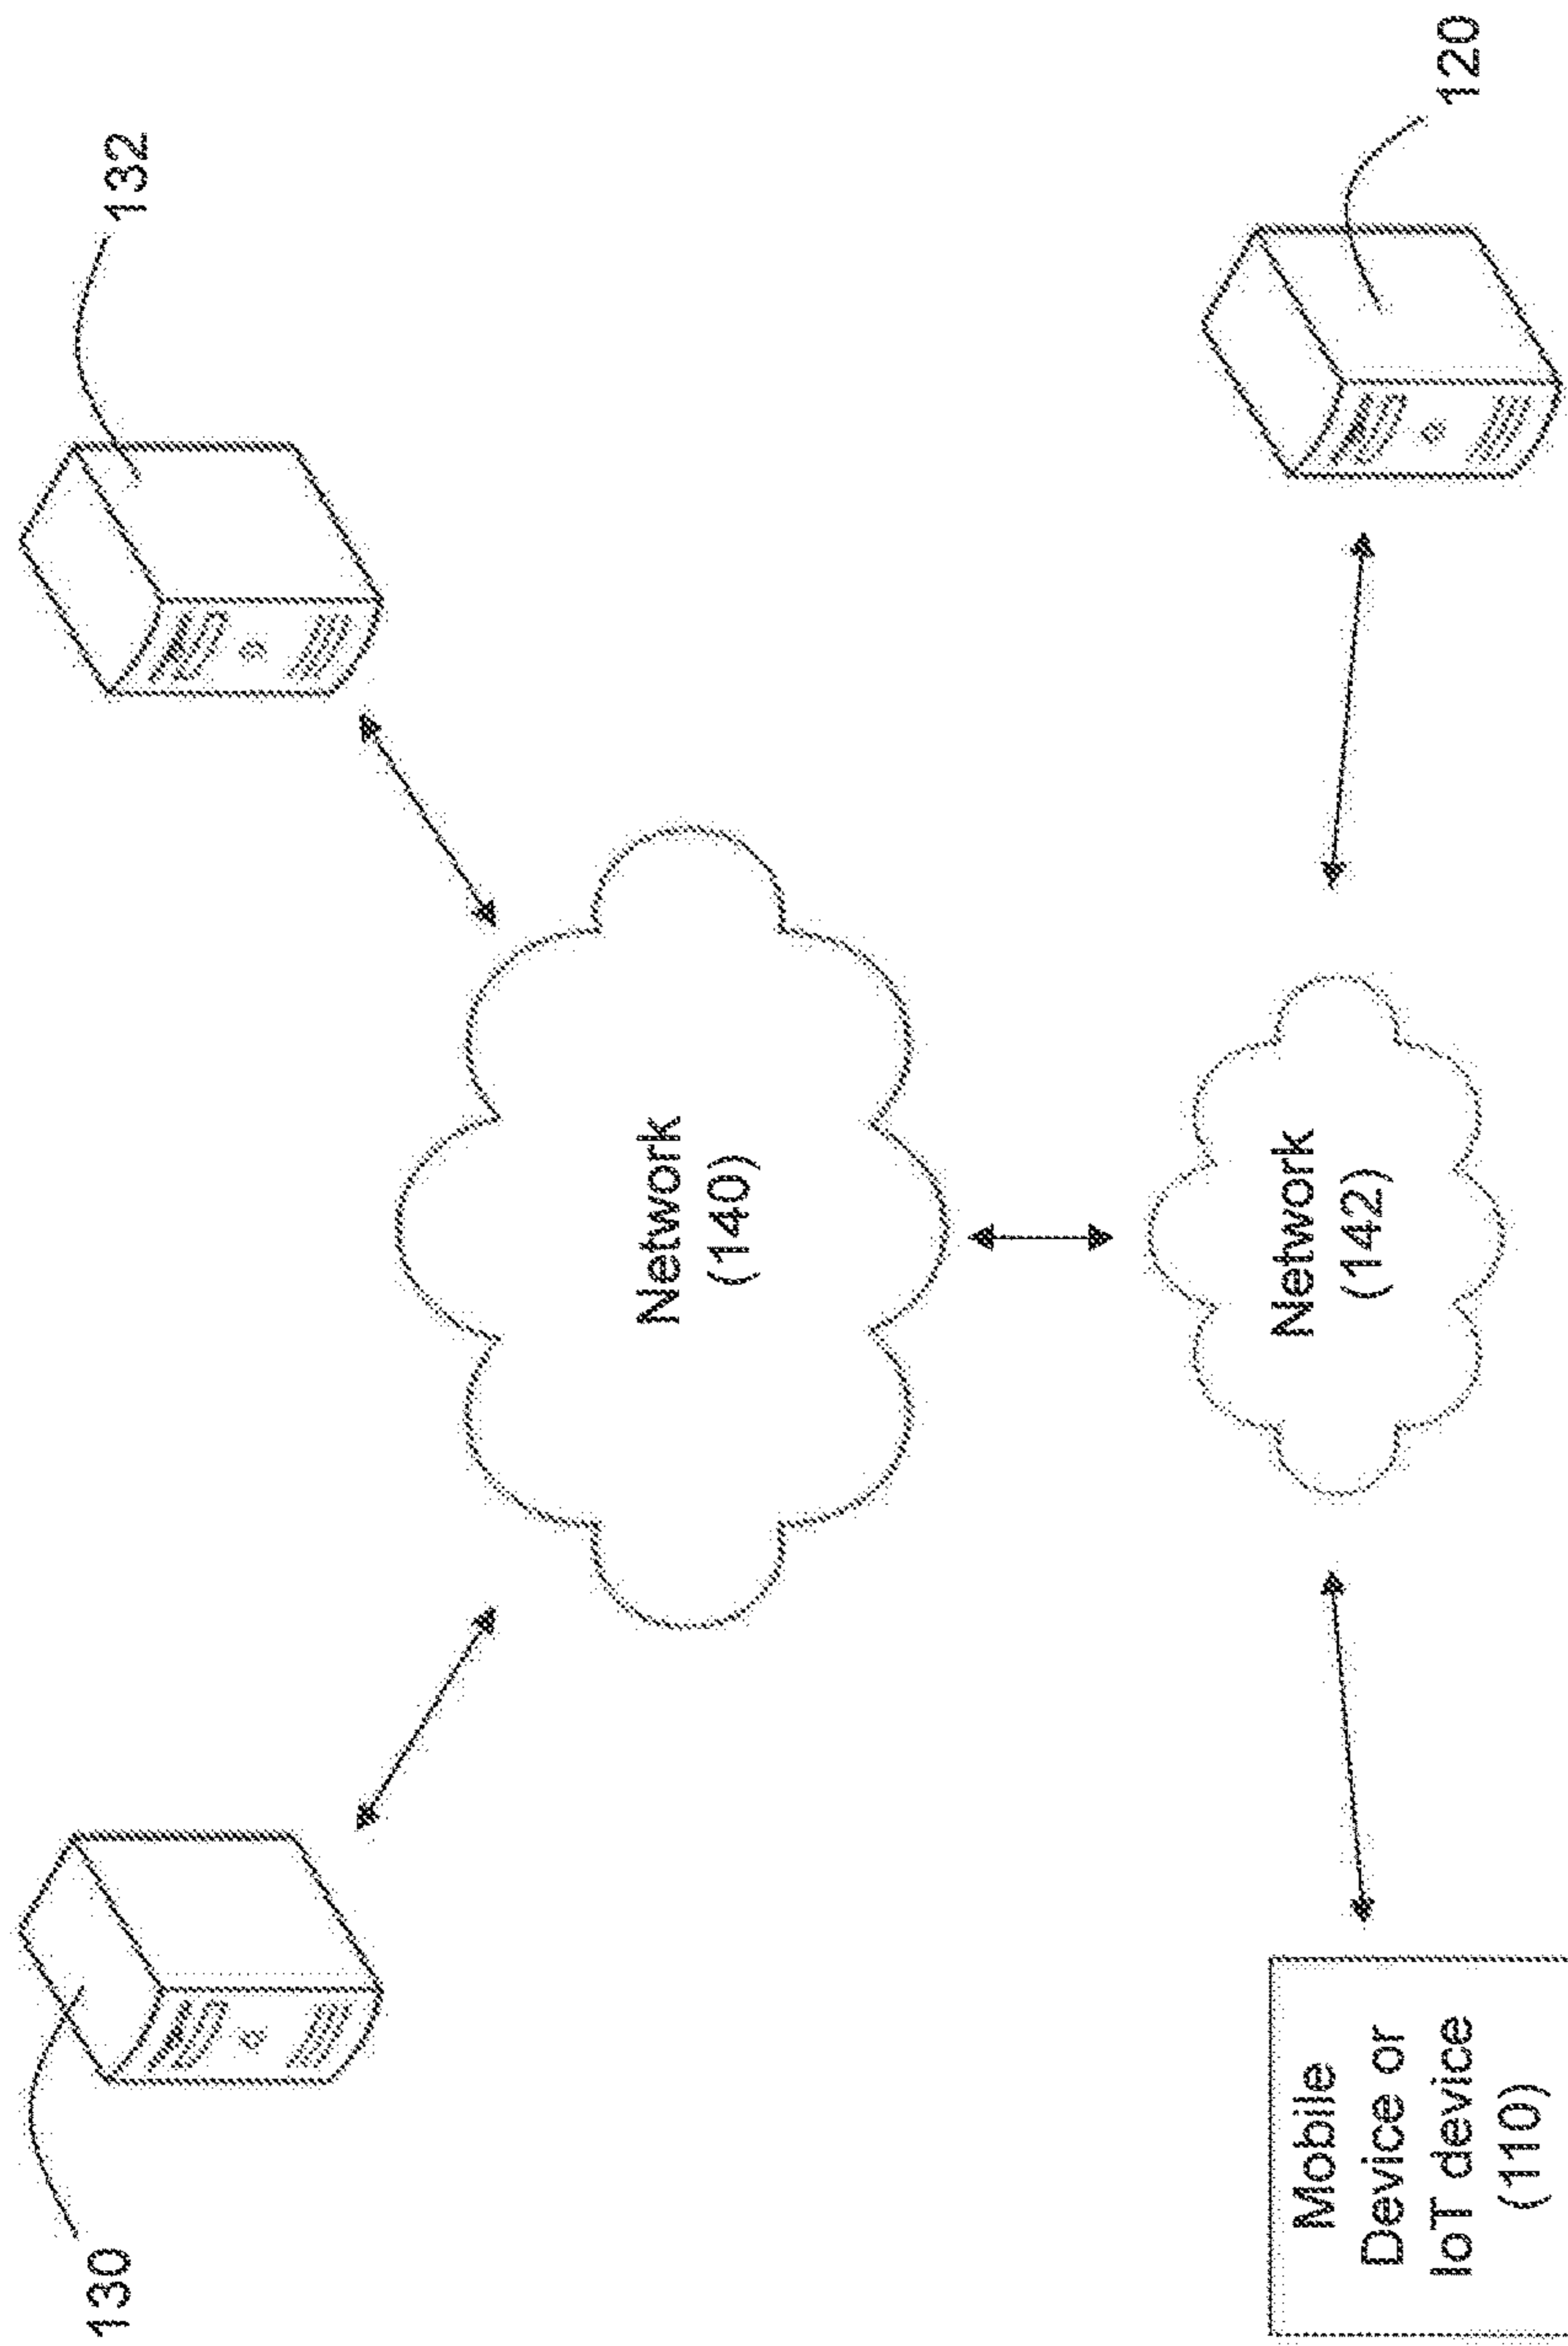 130
132
Network
(140)
Network
(142)
Mobile
Device or
IoT device
(110)
120